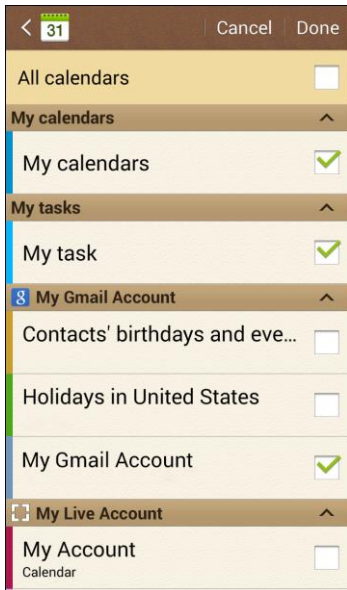 31 Cancel Done
All calendars
My calendars
My calendars
My tasks
My task
8 My Gmail Account
Contacts' birthdays and eve...
Holidays in United States
My Gmail Account
My Live Account
My Account
Calendar